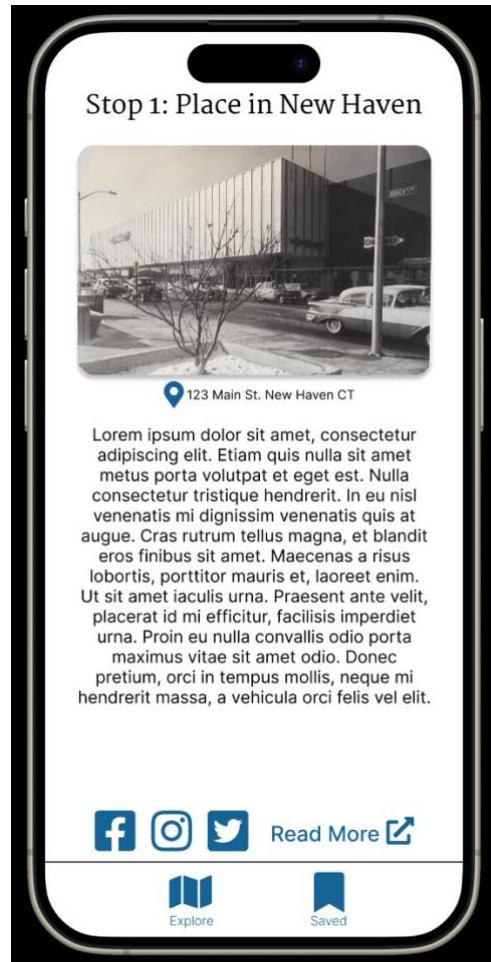 Stop 1: Place in New Haven
ONE WAY
123 Main St. New Haven CT
Lorem ipsum dolor sit amet, consectetur
adipiscing elit. Etiam quis nulla sit amet
metus porta volutpat et eget est. Nulla
consectetur tristique hendrerit. In eu nisl
venenatis mi dignissim venenatis quis at
augue. Cras rutrum tellus magna, et blandit
eros finibus sit amet. Maecenas a risus
lobortis, porttitor mauris et, laoreet enim.
Ut sit amet iaculis urna. Praesent ante velit,
placerat id mi efficitur, facilisis imperdiet
urna. Proin eu nulla convallis odio porta
maximus vitae sit amet odio. Donec
pretium, orci in tempus mollis, neque mi
hendrerit massa, a vehicula orci felis vel elit.
Read More
Explore
Saved